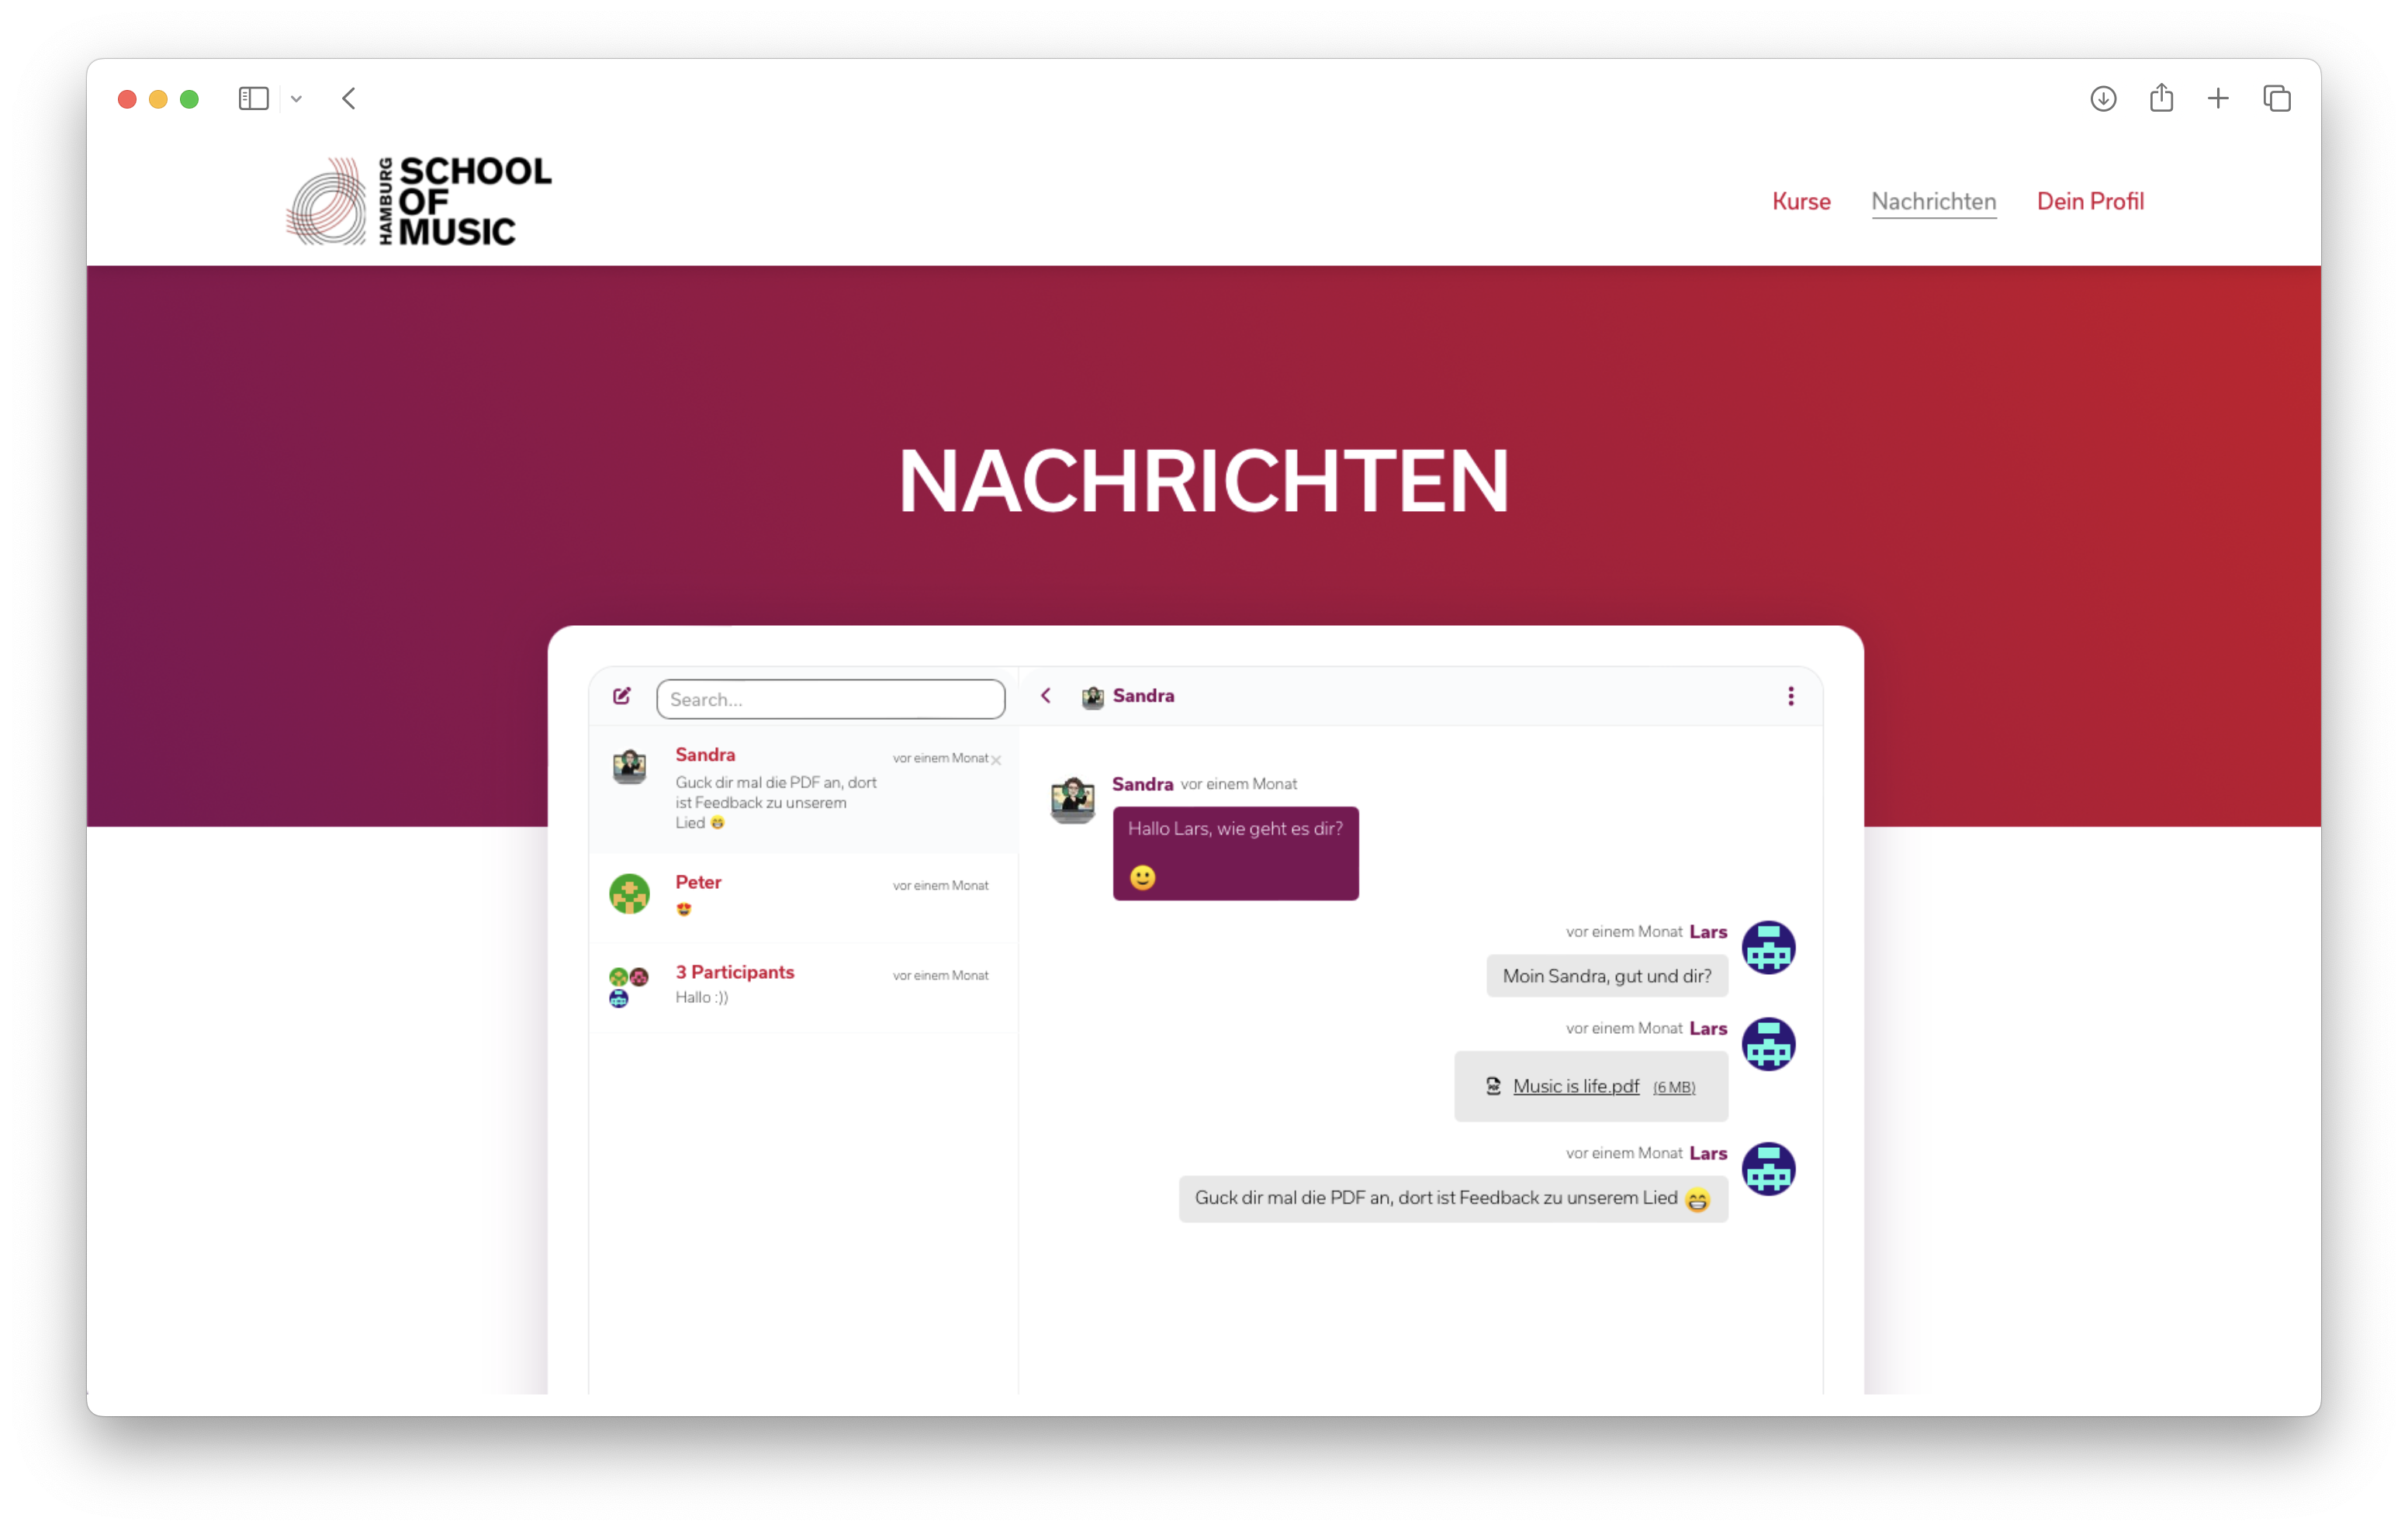 HAMBURG
SCHOOL
OF
MUSIC
Kurse
Nachrichten
Dein Profil
NACHRICHTEN
Search...
Sandra
vor einem Monat
Guck dir mal die PDF an, dort
ist Feedback zu unserem
Lied 😁
Peter
vor einem Monat
😍
3 Participants
vor einem Monat
Hallo :))
Sandra
Sandra vor einem Monat
Hallo Lars, wie geht es dir?
🙂
vor einem Monat Lars
Moin Sandra, gut und dir?
vor einem Monat Lars
PDF Music is life.pdf (6 MB)
vor einem Monat Lars
Guck dir mal die PDF an, dort ist Feedback zu unserem Lied 😁